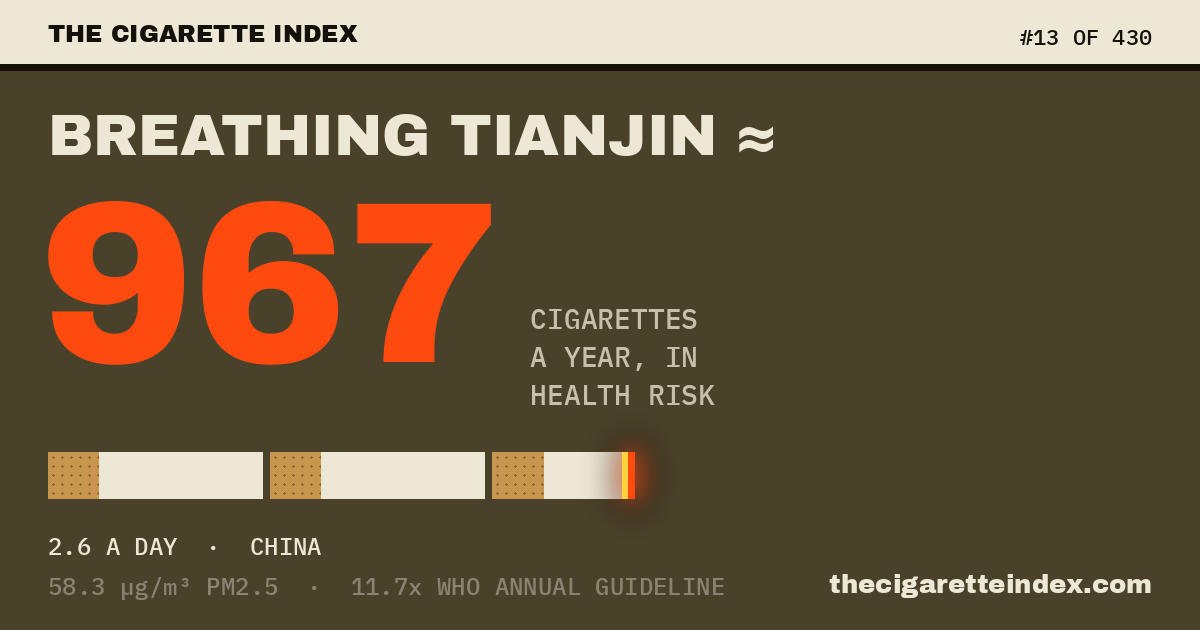 THE CIGARETTE INDEX
#13 OF 430
BREATHING TIANJIN ≈
967
CIGARETTES
A YEAR, IN
HEALTH RISK
2.6 A DAY · CHINA
58.3 µg/m³ PM2.5 · 11.7x WHO ANNUAL GUIDELINE
thecigaretteindex.com